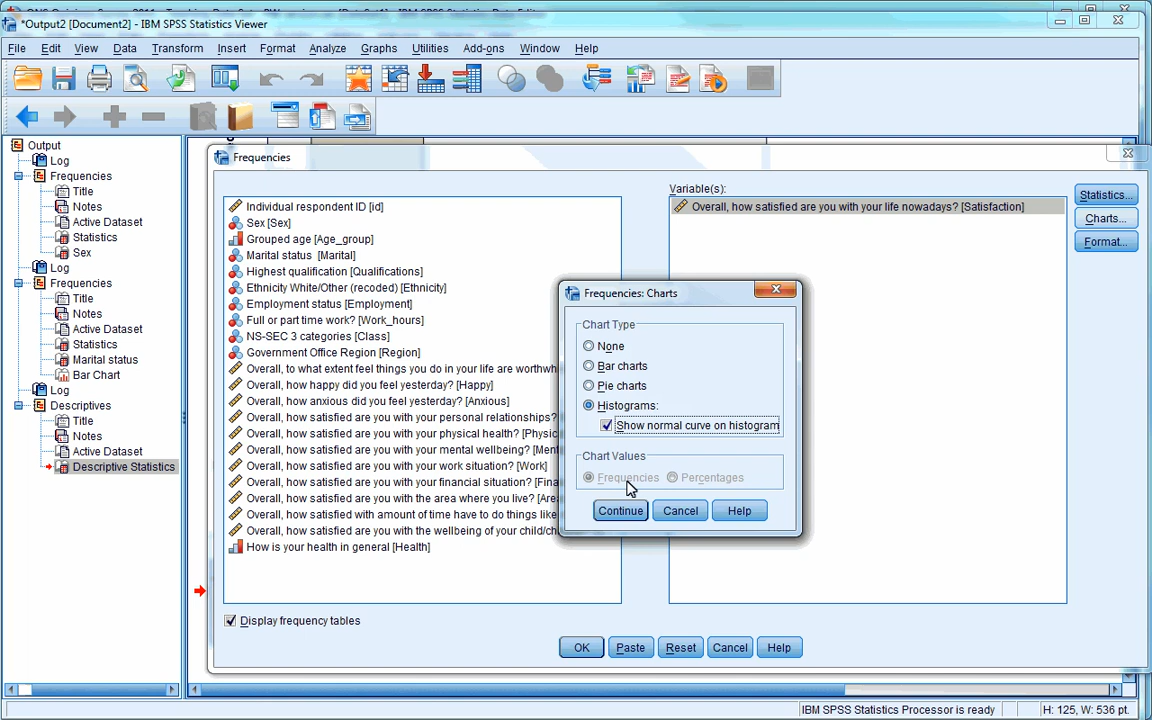 *Output2 [Document2] - IBM SPSS Statistics Viewer
File Edit View Data Transform Insert Format Analyze Graphs Utilities Add-ons Window Help
Output
Log
Frequencies
Title
Notes
Active Dataset
Statistics
Sex
Log
Frequencies
Title
Notes
Active Dataset
Statistics
Marital status
Bar Chart
Log
Descriptives
Title
Notes
Active Dataset
Descriptive Statistics
Frequencies
Individual respondent ID [id]
Sex [Sex]
Grouped age [Age_group]
Marital status [Marital]
Highest qualification [Qualifications]
Ethnicity White/Other (recoded) [Ethnicity]
Employment status [Employment]
Full or part time work? [Work_hours]
NS-SEC 3 categories [Class]
Government Office Region [Region]
Overall, to what extent feel things you do in your life are worthwh
Overall, how happy did you feel yesterday? [Happy]
Overall, how anxious did you feel yesterday? [Anxious]
Overall, how satisfied are you with your personal relationships?
Overall, how satisfied are you with your physical health? [Physic
Overall, how satisfied are you with your mental wellbeing? [Men
Overall, how satisfied are you with your work situation? [Work]
Overall, how satisfied are you with your financial situation? [Fina
Overall, how satisfied are you with the area where you live? [Area
Overall, how satisfied with amount of time have to do things like
Overall, how satisfied are you with the wellbeing of your child/ch
How is your health in general [Health]
Display frequency tables
Variable(s):
Overall, how satisfied are you with your life nowadays? [Satisfaction]
Statistics...
Charts...
Format...
Frequencies: Charts
Chart Type
None
Bar charts
Pie charts
Histograms:
Show normal curve on histogram
Chart Values
Frequencies Percentages
Continue Cancel Help
OK Paste Reset Cancel Help
IBM SPSS Statistics Processor is ready H: 125, W: 536 pt.